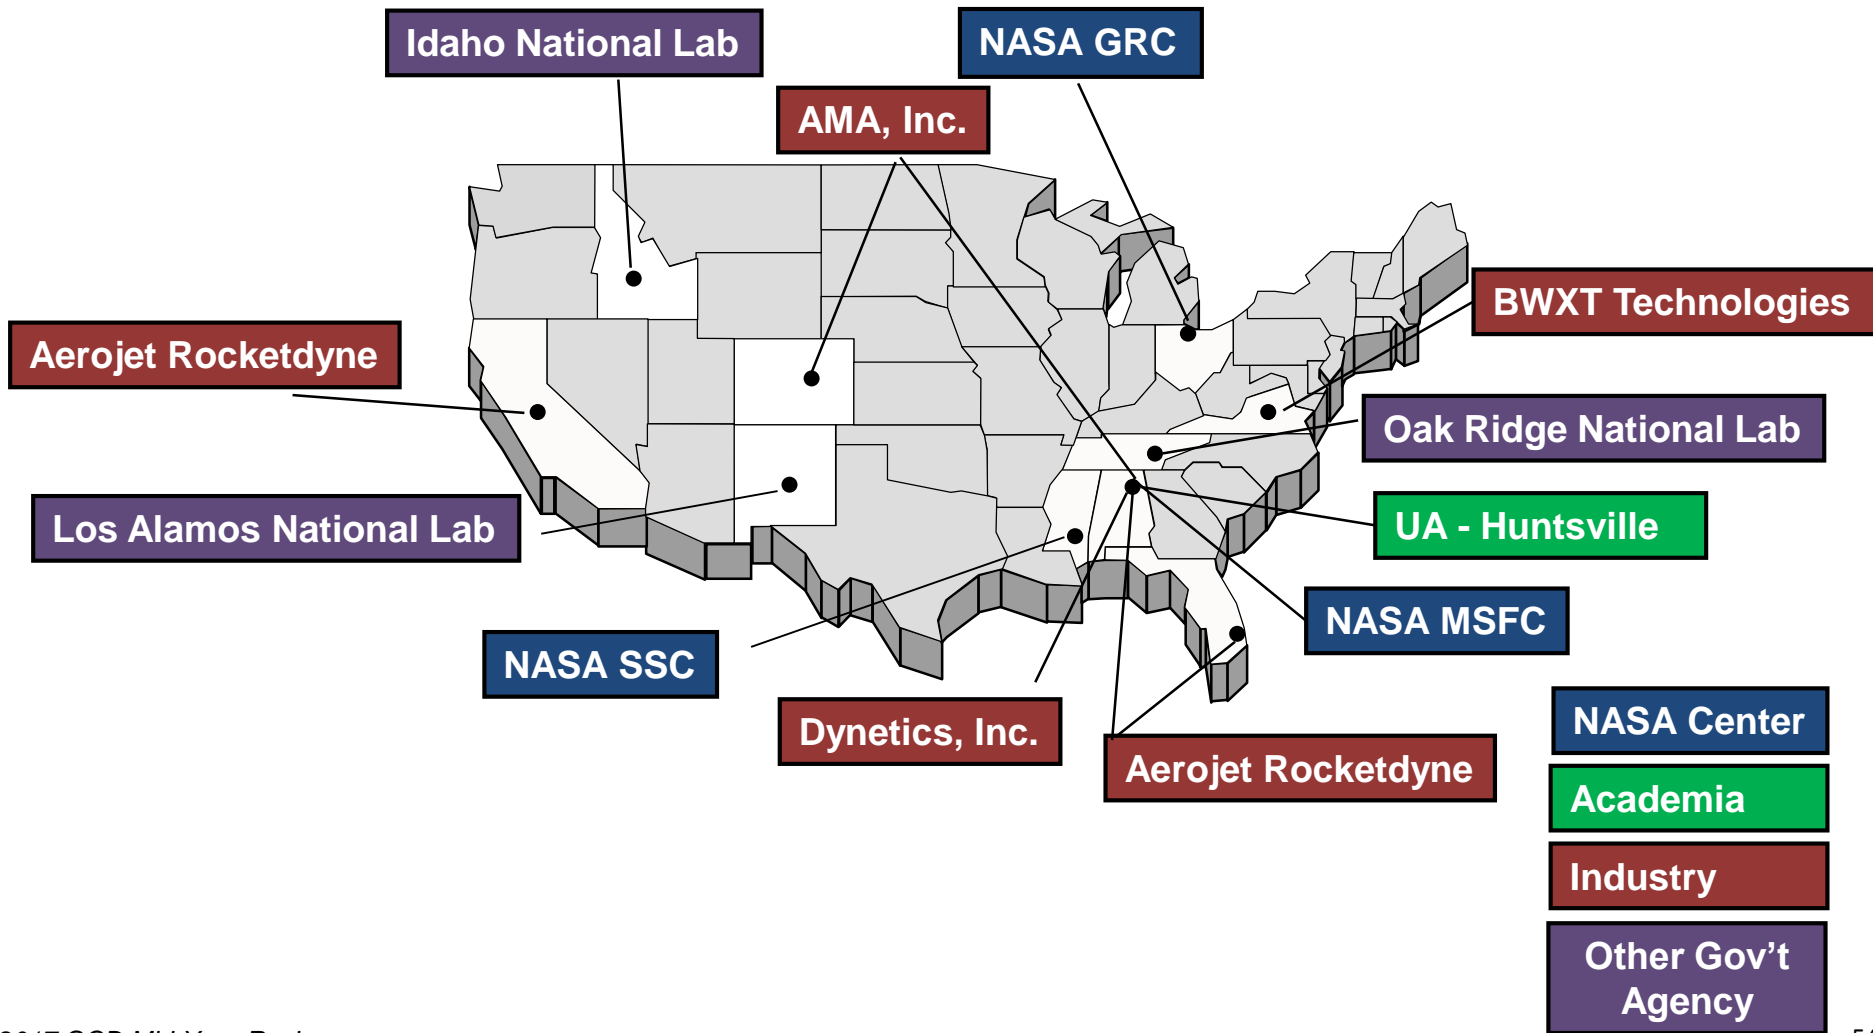 Idaho National Lab
NASA GRC
AMA, Inc.
BWXT Technologies
Aerojet Rocketdyne
Oak Ridge National Lab
Los Alamos National Lab
UA - Huntsville
NASA MSFC
NASA SSC
Dynetics, Inc.
Aerojet Rocketdyne
NASA Center
Academia
Industry
Other Gov’t
Agency